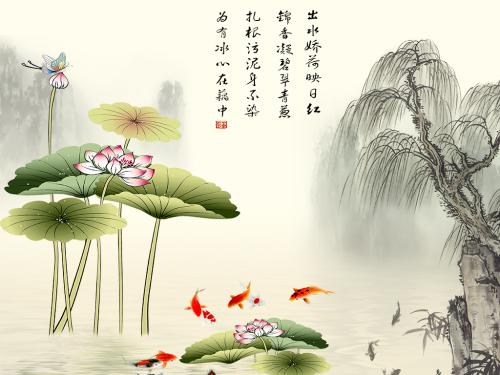 出水娇荷映日红
锦香凝碧翠青蔥
扎根污泥身不染
为有冰心在藕中